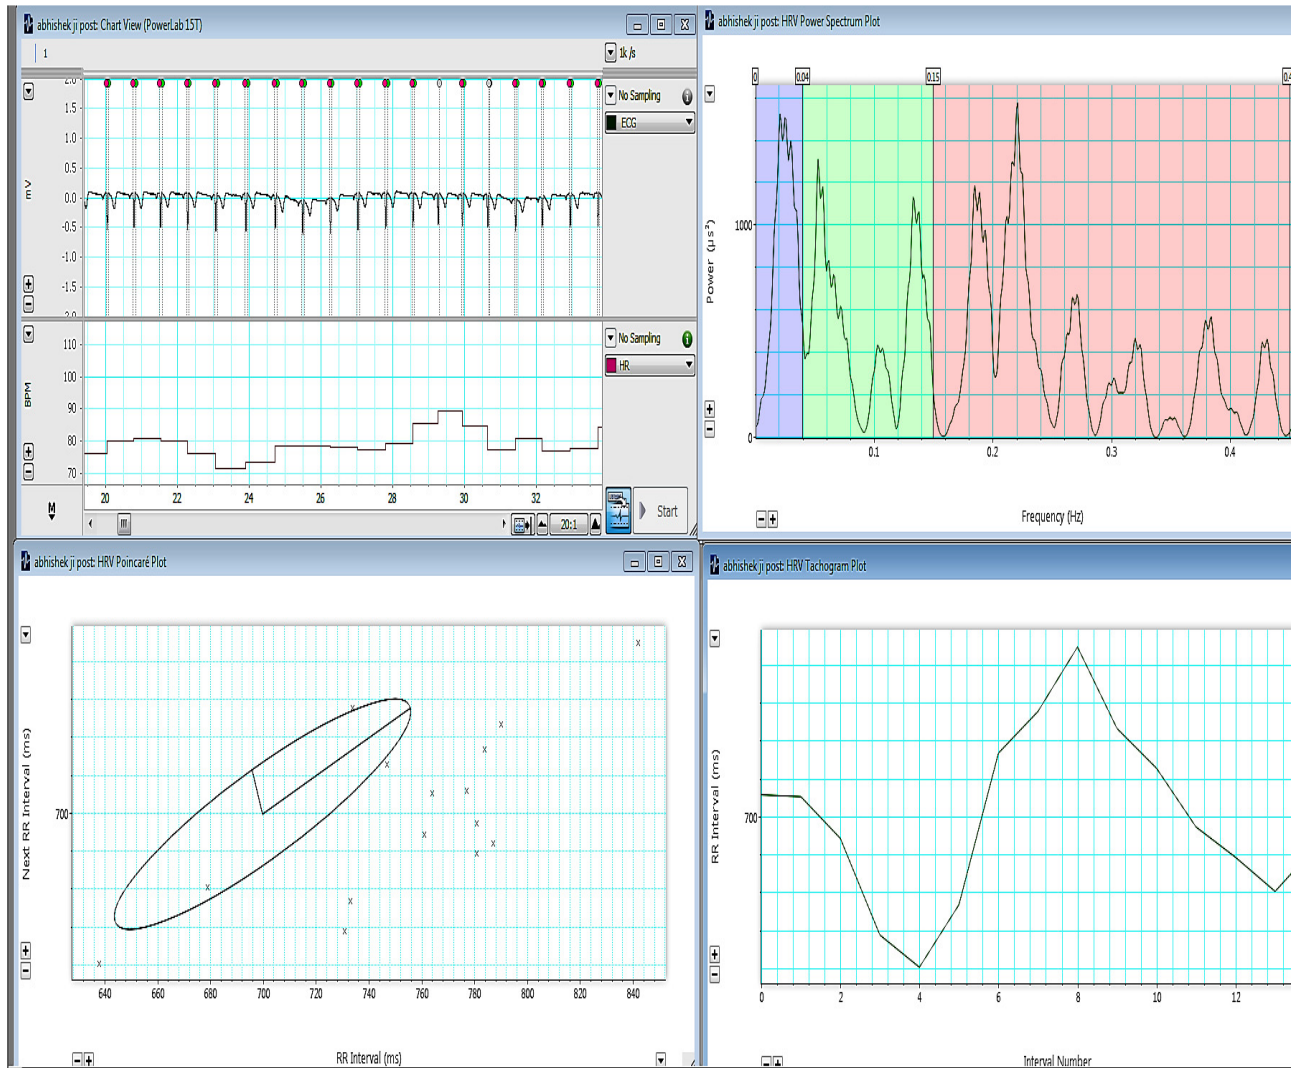 abhishek ji post: Chart View (PowerLab 15T)
1
1k /s
2.0
1.5
1.0
0.5
0.0
-0.5
-1.0
-1.5
2.0
mV
No Sampling
ECG
110
100
90
80
70
BPM
No Sampling
HR
M
20 22 24 26 28 30 32
20:1
Start
abhishek ji post: HRV Power Spectrum Plot
0 0.04 0.15 0.4
1000
0
Power (µs²)
0.1 0.2 0.3 0.4
Frequency (Hz)
abhishek ji post: HRV Poincaré Plot
Next RR Interval (ms)
700
640 660 680 700 720 740 760 780 800 820 840
RR Interval (ms)
abhishek ji post: HRV Tachogram Plot
RR Interval (ms)
700
0 2 4 6 8 10 12
Interval Number